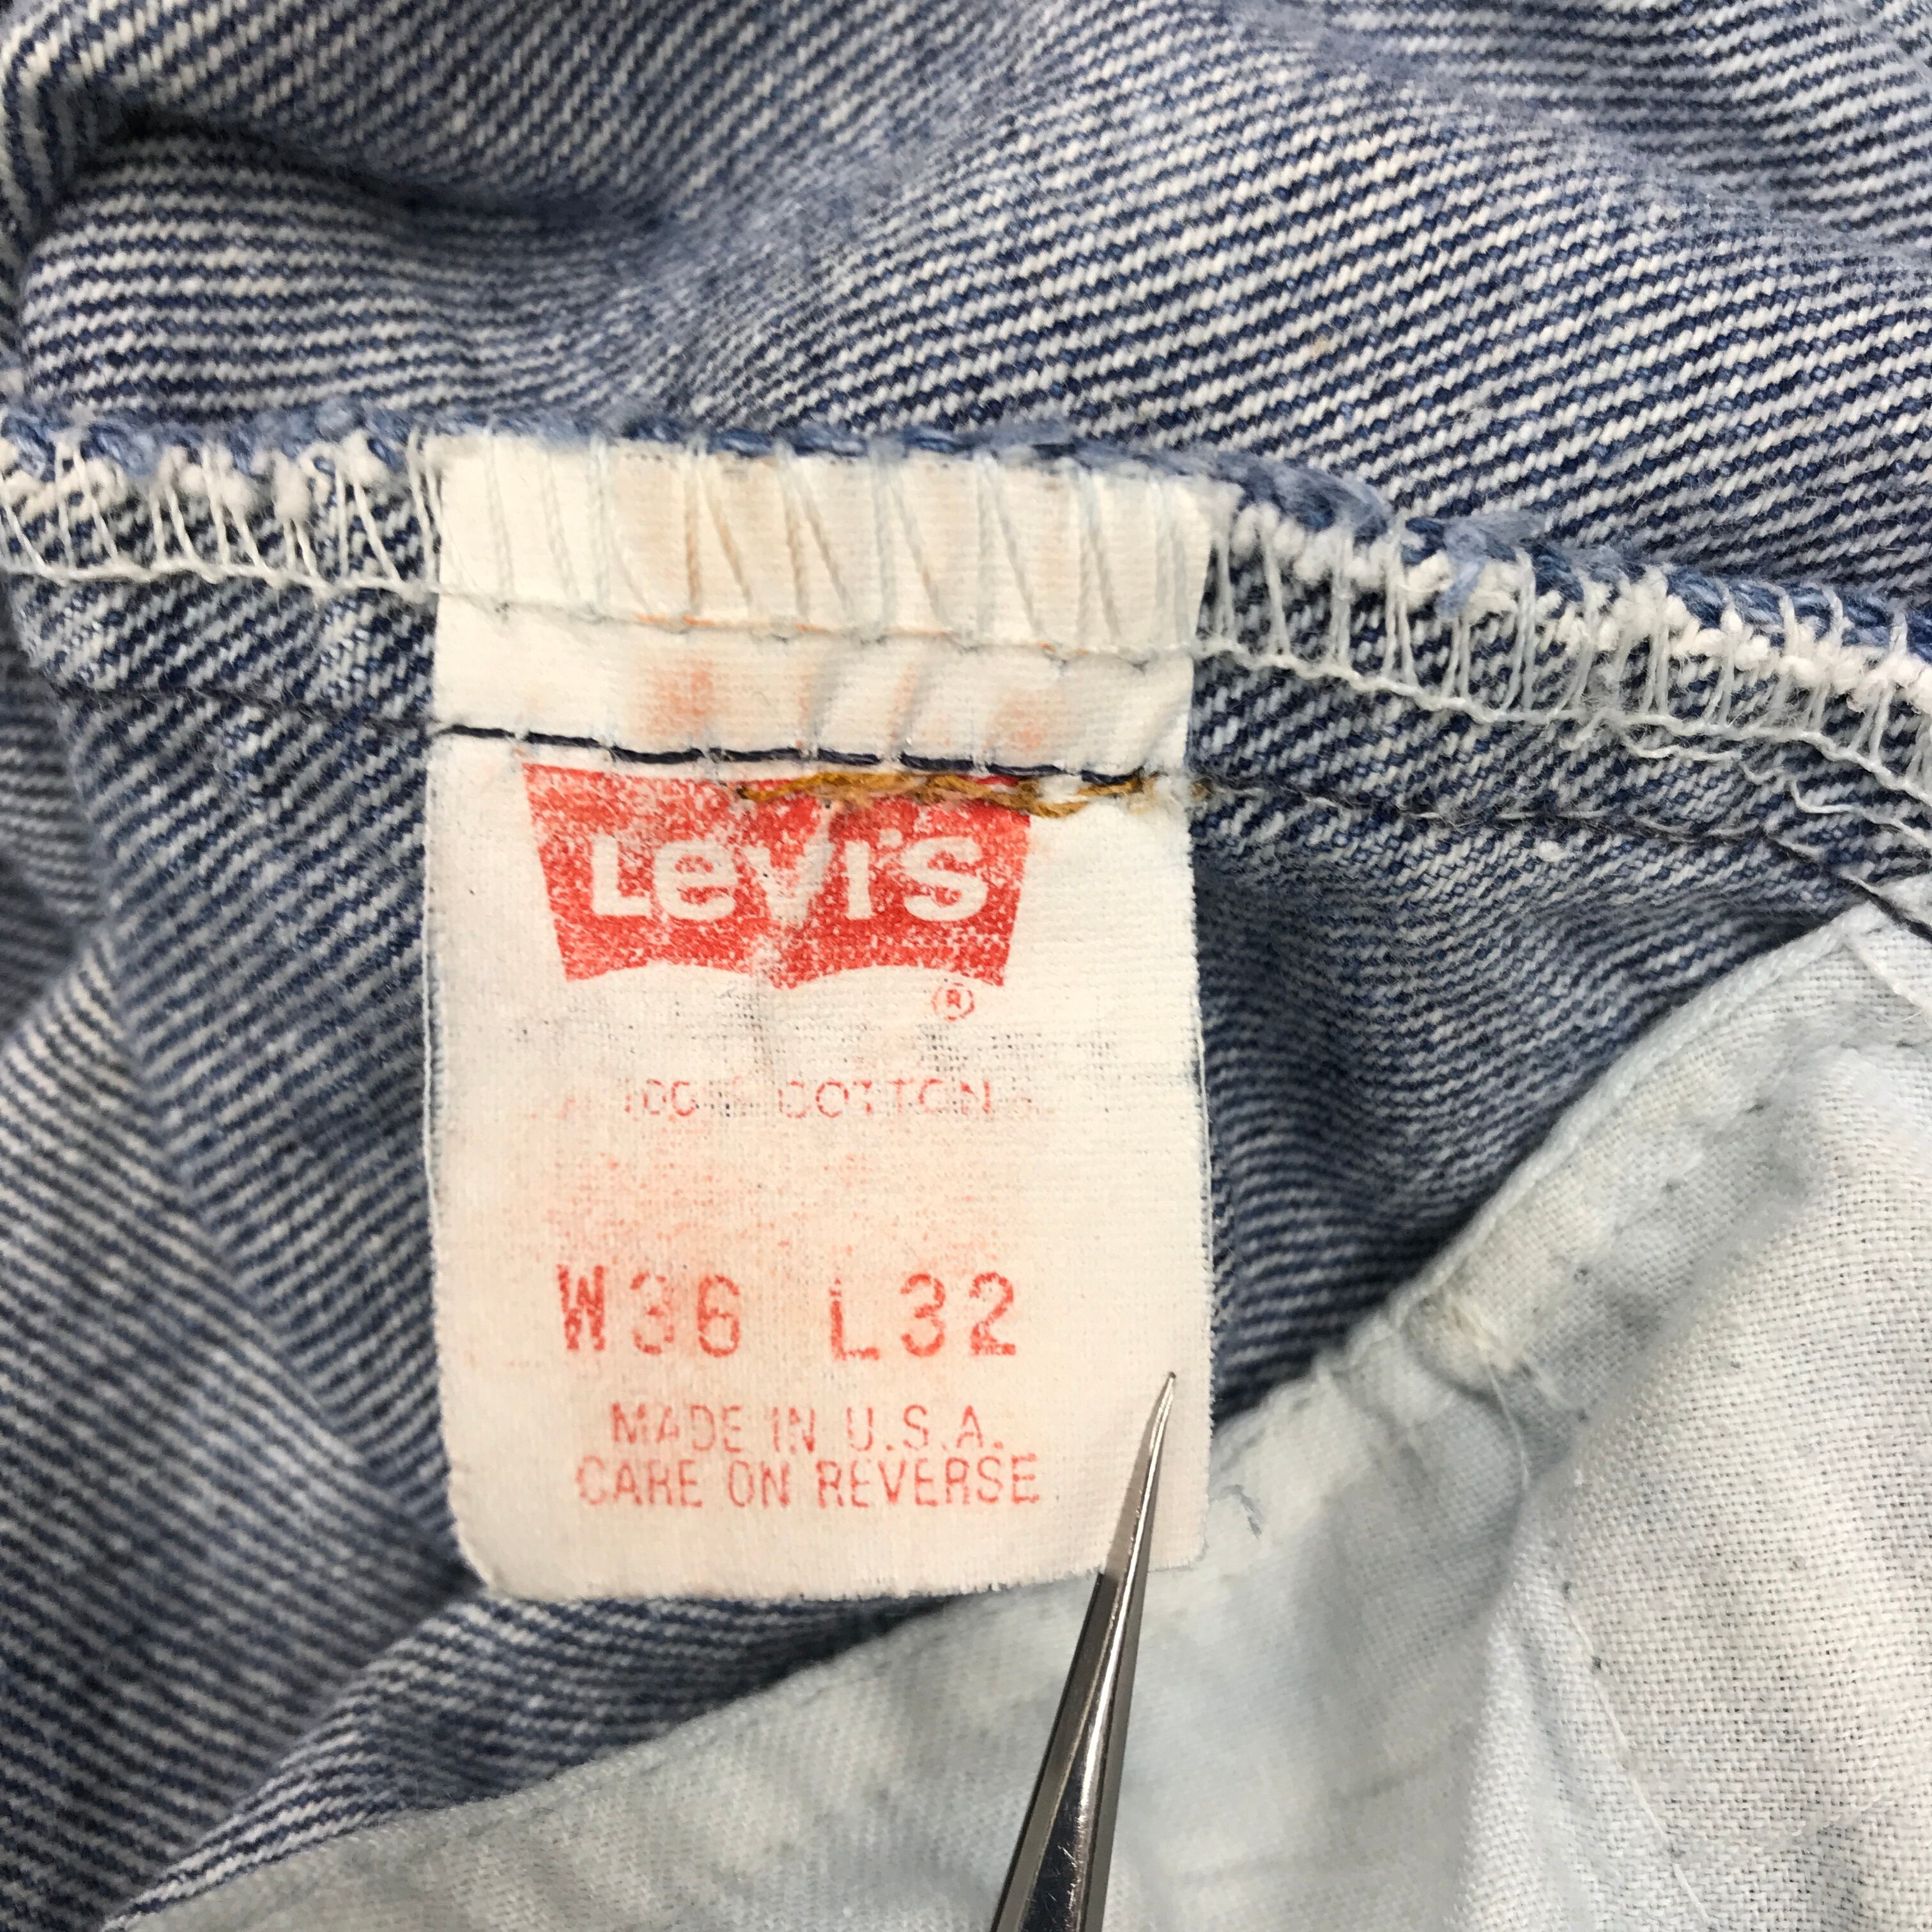 Levi's
®
100% COTTON
W36 L32
MADE IN U.S.A.
CARE ON REVERSE